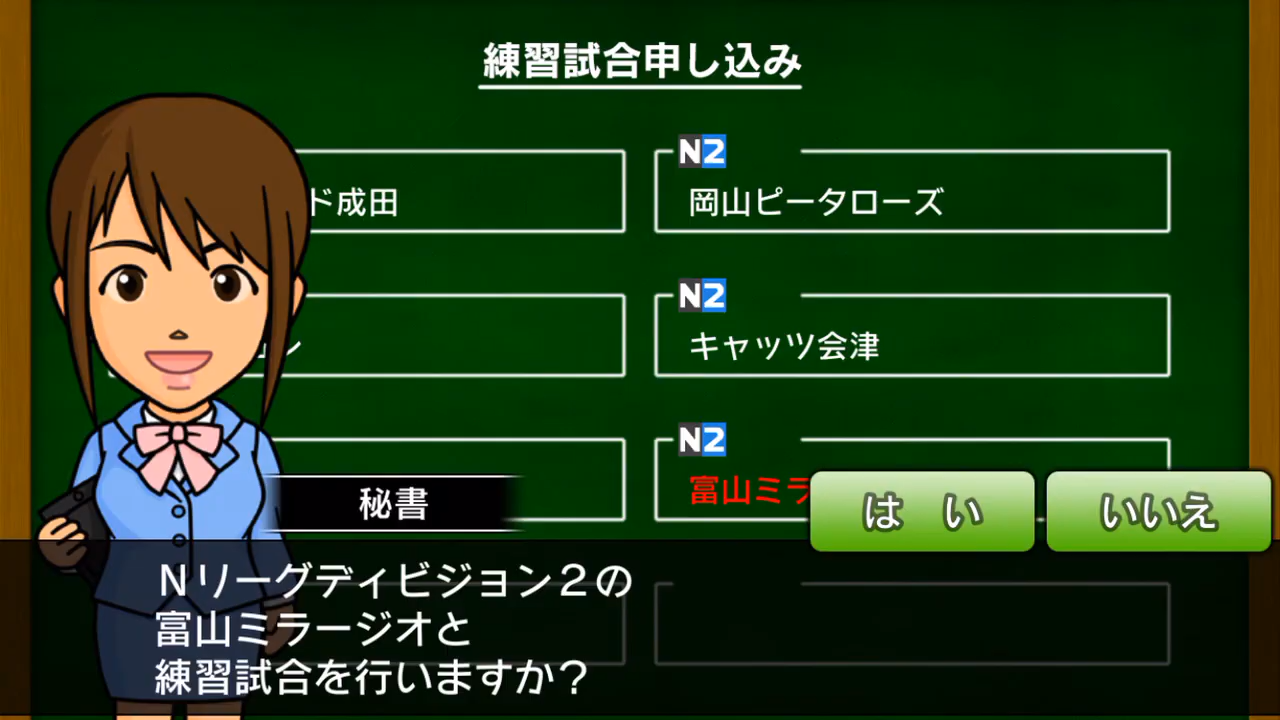 練習試合申し込み
N2
ド成田
岡山ピータローズ
N2
ン
キャッツ会津
N2
富山ミラ
は い
いいえ
秘書
Nリーグディビジョン2の
富山ミラージオと
練習試合を行いますか？